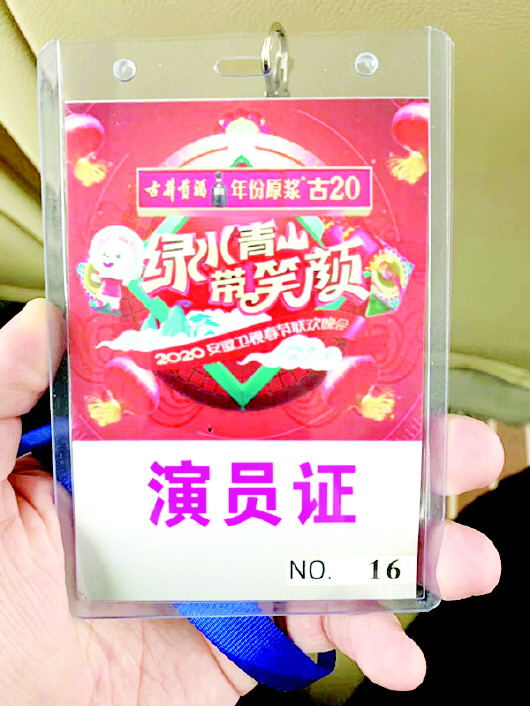 古井贡酒 年份原浆 古20
绿水青山
带笑颜
2020安徽卫视春节联欢晚会
演员证
NO. 16